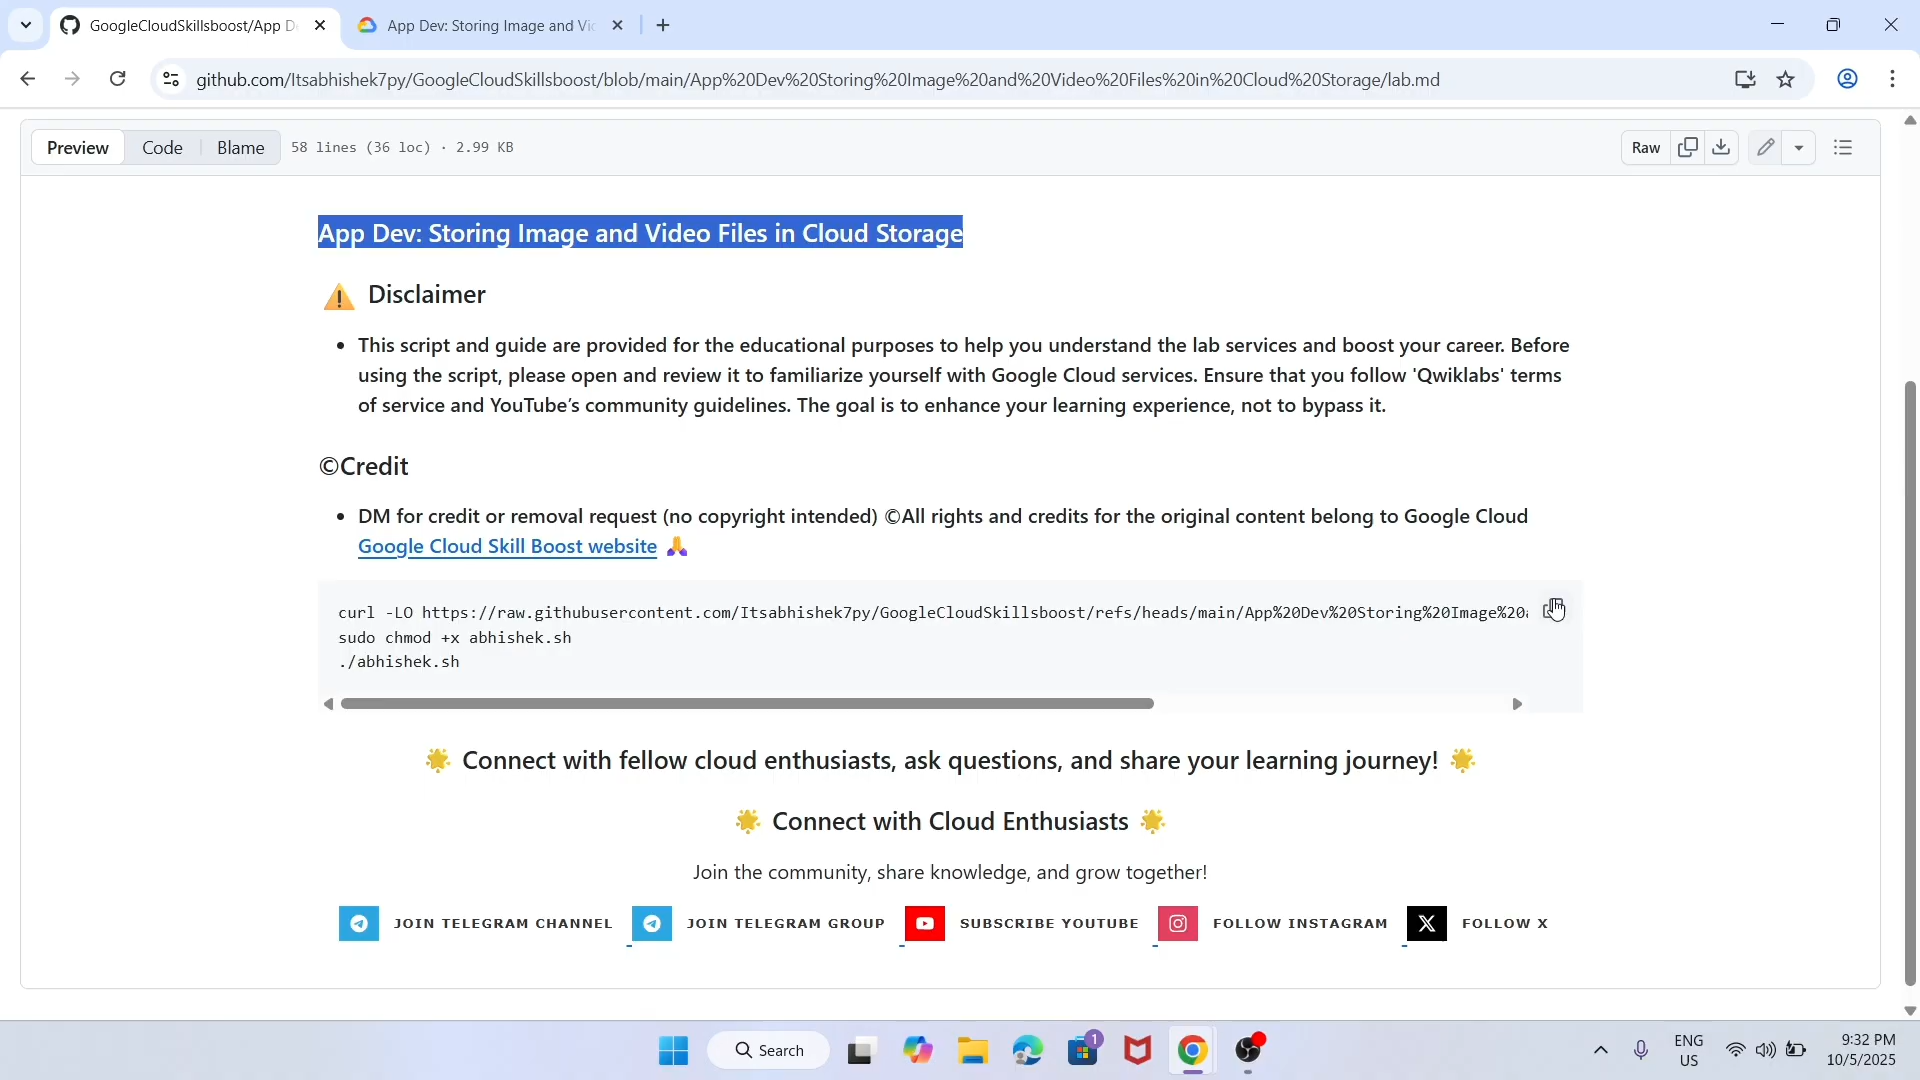 GoogleCloudSkillsboost/App D
App Dev: Storing Image and Vi
github.com/Itsabhishek7py/GoogleCloudSkillsboost/blob/main/App%20Dev%20Storing%20Image%20and%20Video%20Files%20in%20Cloud%20Storage/lab.md
Preview Code Blame 58 lines (36 loc) · 2.99 KB Raw
App Dev: Storing Image and Video Files in Cloud Storage
⚠️ Disclaimer
• This script and guide are provided for the educational purposes to help you understand the lab services and boost your career. Before
using the script, please open and review it to familiarize yourself with Google Cloud services. Ensure that you follow 'Qwiklabs' terms
of service and YouTube’s community guidelines. The goal is to enhance your learning experience, not to bypass it.
©Credit
• DM for credit or removal request (no copyright intended) ©All rights and credits for the original content belong to Google Cloud
Google Cloud Skill Boost website 🙏
curl -LO https://raw.githubusercontent.com/Itsabhishek7py/GoogleCloudSkillsboost/refs/heads/main/App%20Dev%20Storing%20Image%20
sudo chmod +x abhishek.sh
./abhishek.sh
🌟 Connect with fellow cloud enthusiasts, ask questions, and share your learning journey! 🌟
🌟 Connect with Cloud Enthusiasts 🌟
Join the community, share knowledge, and grow together!
JOIN TELEGRAM CHANNEL JOIN TELEGRAM GROUP SUBSCRIBE YOUTUBE FOLLOW INSTAGRAM FOLLOW X
Search
1
ENG
US
9:32 PM
10/5/2025